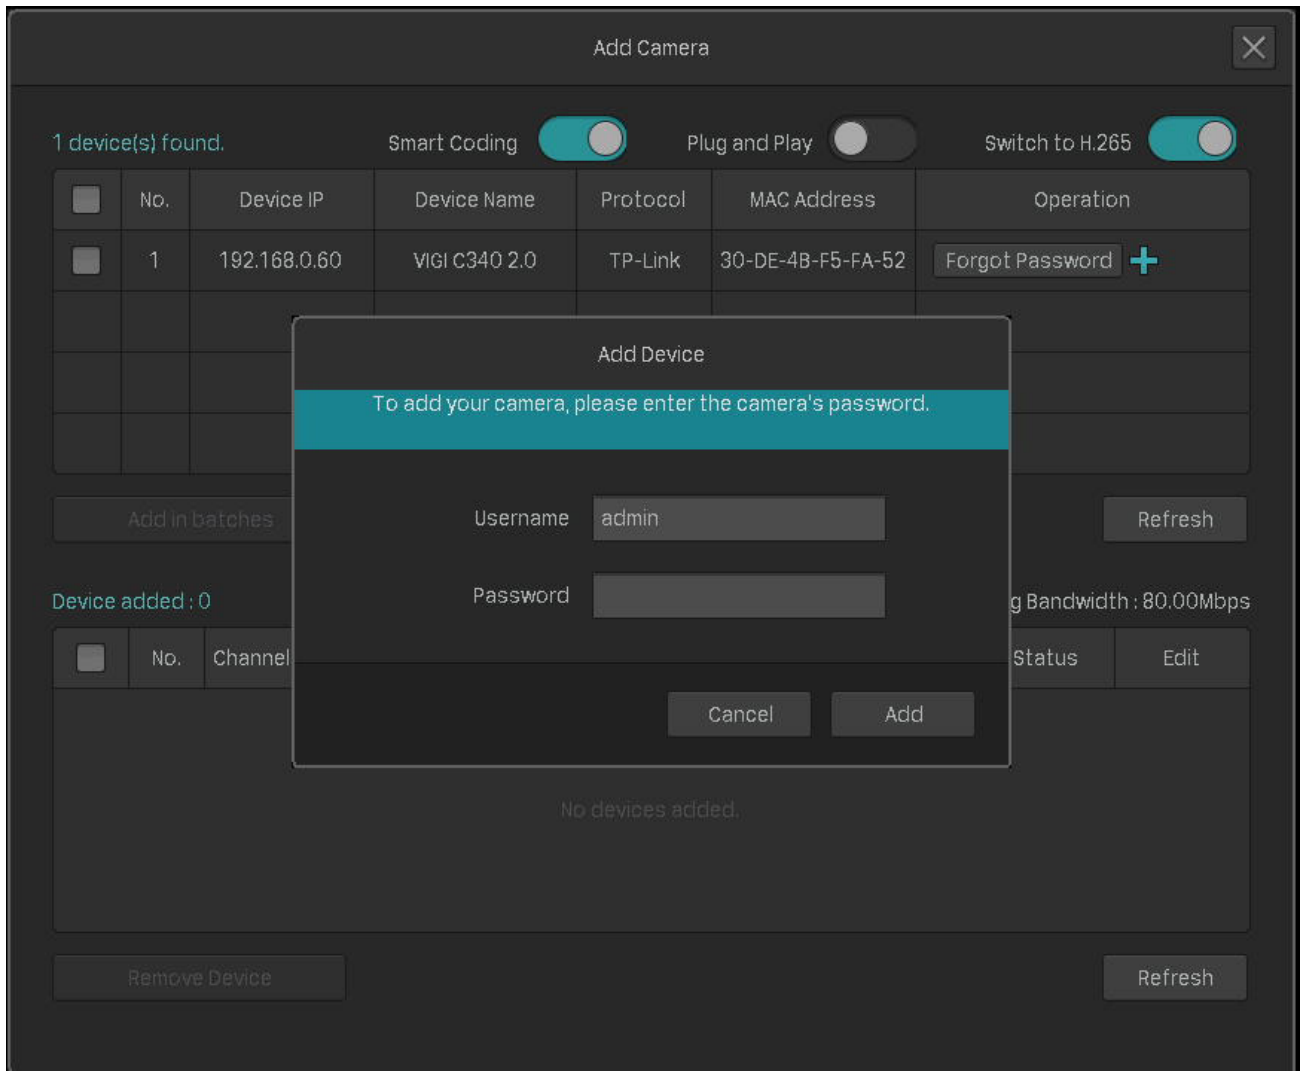 Add Camera
1 device(s) found. Smart Coding Plug and Play Switch to H.265
No. Device IP Device Name Protocol MAC Address Operation
1 192.168.0.60 VIGI C340 2.0 TP-Link 30-DE-4B-F5-FA-52 Forgot Password
Add Device
To add your camera, please enter the camera's password.
Username admin
Add in batches
Refresh
Password
Device added : 0
g Bandwidth : 80.00Mbps
No. Channel
Status Edit
Cancel Add
No devices added.
Remove Device
Refresh